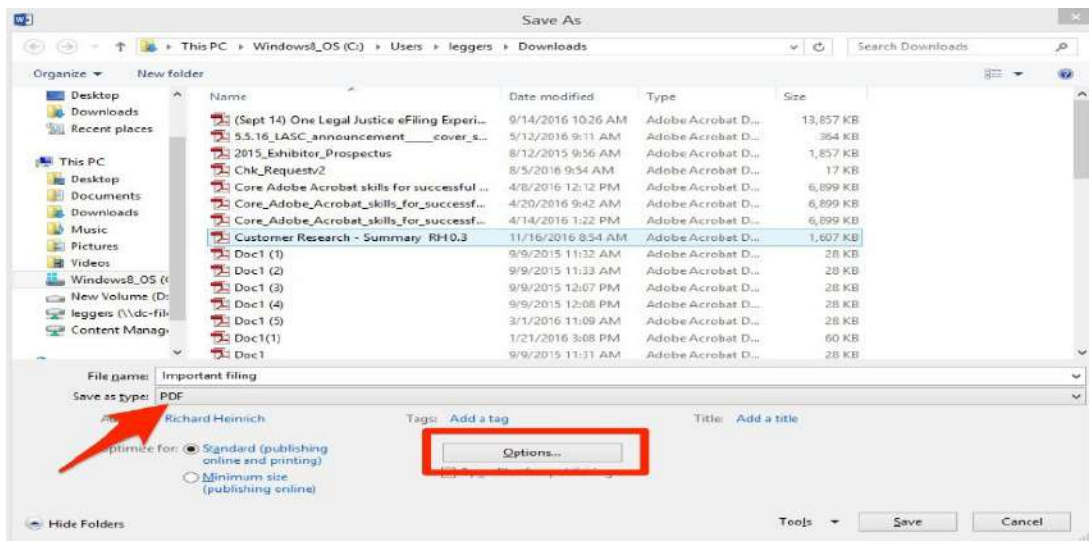 Save As
This PC ▸ Windows8_OS (C:) ▸ Users ▸ leggers ▸ Downloads
Search Downloads
Organize New folder
Desktop
Downloads
Recent places
This PC
Desktop
Documents
Downloads
Music
Pictures
Videos
Windows8_OS (
New Volume (D:
leggers (\\dc-fil
Content Manag
Name Date modified Type Size
(Sept 14) One Legal Justice eFiling Experi... 9/14/2016 10:26 AM Adobe Acrobat D... 13,857 KB
5.5.16_LASC_announcement____cover_s... 5/12/2016 9:11 AM Adobe Acrobat D... 364 KB
2015_Exhibitor_Prospectus 8/12/2015 9:56 AM Adobe Acrobat D... 1,857 KB
Chk_Requestv2 8/5/2016 9:54 AM Adobe Acrobat D... 17 KB
Core Adobe Acrobat skills for successful ... 4/8/2016 12:12 PM Adobe Acrobat D... 6,899 KB
Core_Adobe_Acrobat_skills_for_successf... 4/20/2016 9:42 AM Adobe Acrobat D... 6,899 KB
Core_Adobe_Acrobat_skills_for_successf... 4/14/2016 1:22 PM Adobe Acrobat D... 6,899 KB
Customer Research - Summary RH0.3 11/16/2016 8:54 AM Adobe Acrobat D... 1,607 KB
Doc1 (1) 9/9/2015 11:32 AM Adobe Acrobat D... 28 KB
Doc1 (2) 9/9/2015 11:33 AM Adobe Acrobat D... 28 KB
Doc1 (3) 9/9/2015 12:07 PM Adobe Acrobat D... 28 KB
Doc1 (4) 9/9/2015 12:08 PM Adobe Acrobat D... 28 KB
Doc1 (5) 3/1/2016 11:09 AM Adobe Acrobat D... 28 KB
Doc1(1) 1/21/2016 3:08 PM Adobe Acrobat D... 60 KB
Doc1 9/9/2015 11:31 AM Adobe Acrobat D... 28 KB
File name: Important filing
Save as type: PDF
Richard Heinrich Tags: Add a tag Title: Add a title
for: Standard (publishing
online and printing)
Minimum size
(publishing online)
Options...
Hide Folders
Tools Save Cancel